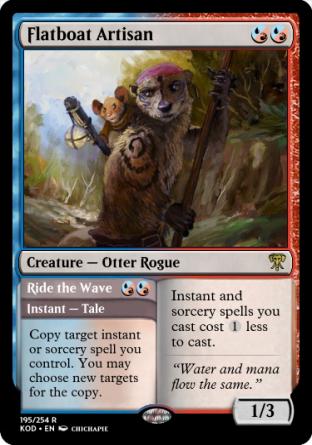 Flatboat Artisan
Creature — Otter Rogue
Ride the Wave
Instant — Tale
Copy target instant
or sorcery spell you
control. You may
choose new targets
for the copy.
Instant and
sorcery spells you
cast cost 1 less
to cast.
“Water and mana
flow the same.”
1/3
195/254 R
KOD • EN CHICHAPIE